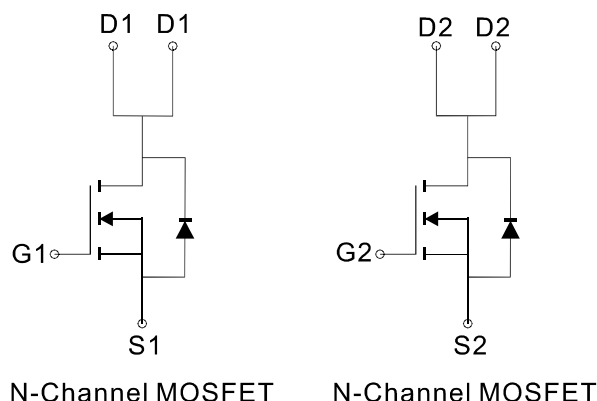 D1 D1
D2 D2
G1
G2
S1
S2
N-Channel MOSFET
N-Channel MOSFET